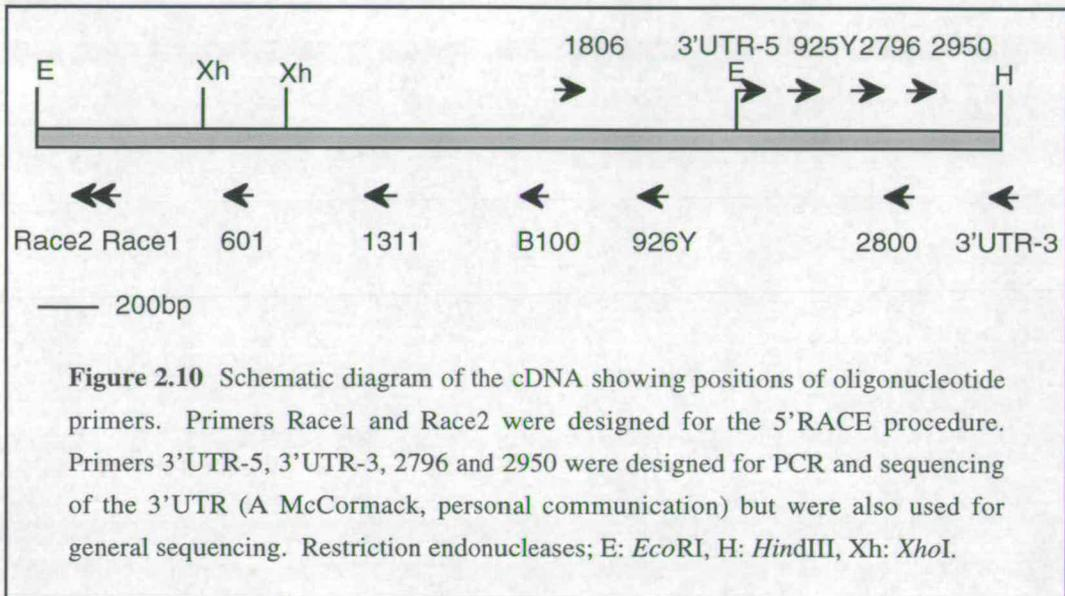 1806 3'UTR-5 925Y 2796 2950
E Xh Xh E H
Race2 Race1 601 1311 B100 926Y 2800 3'UTR-3
200bp
Figure 2.10 Schematic diagram of the cDNA showing positions of oligonucleotide
primers. Primers Race1 and Race2 were designed for the 5'RACE procedure.
Primers 3'UTR-5, 3'UTR-3, 2796 and 2950 were designed for PCR and sequencing
of the 3'UTR (A McCormack, personal communication) but were also used for
general sequencing. Restriction endonucleases; E: EcoRI, H: HindIII, Xh: XhoI.